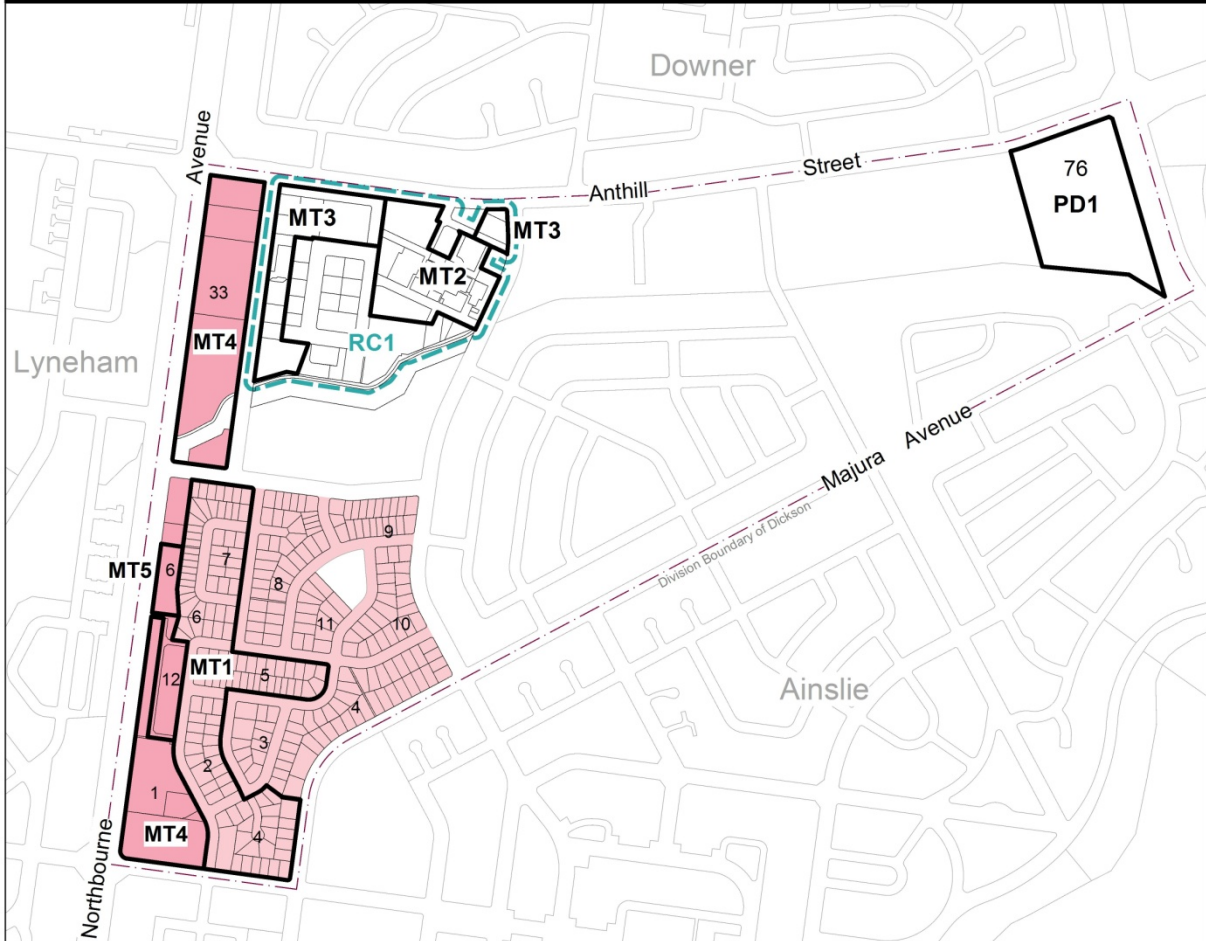 Downer
Avenue
Street
Anthill
76
PD1
MT3
MT3
MT2
33
MT4
RC1
Lyneham
Majura Avenue
Division Boundary of Dickson
9
7
MT5
6
8
6
11
10
MT1
5
12
Ainslie
4
3
2
1
MT4
4
Northbourne